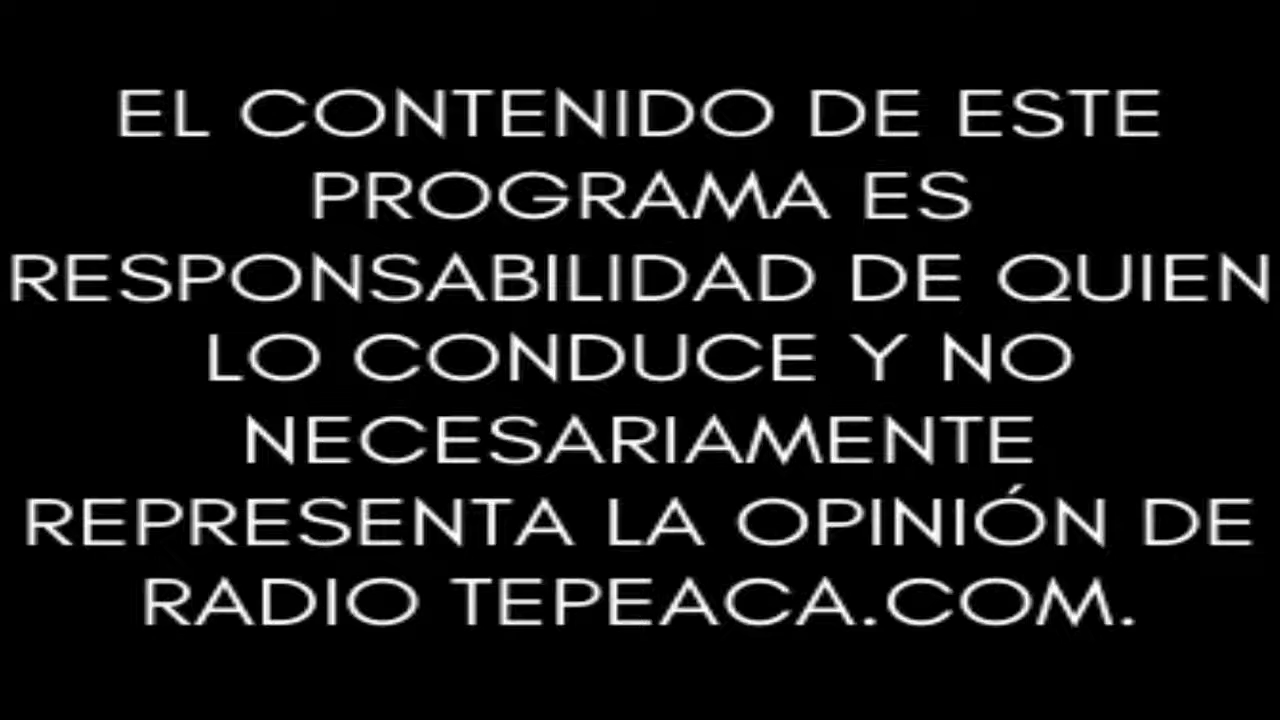 EL CONTENIDO DE ESTE
PROGRAMA ES
RESPONSABILIDAD DE QUIEN
LO CONDUCE Y NO
NECESARIAMENTE
REPRESENTA LA OPINIÓN DE
RADIO TEPEACA.COM.